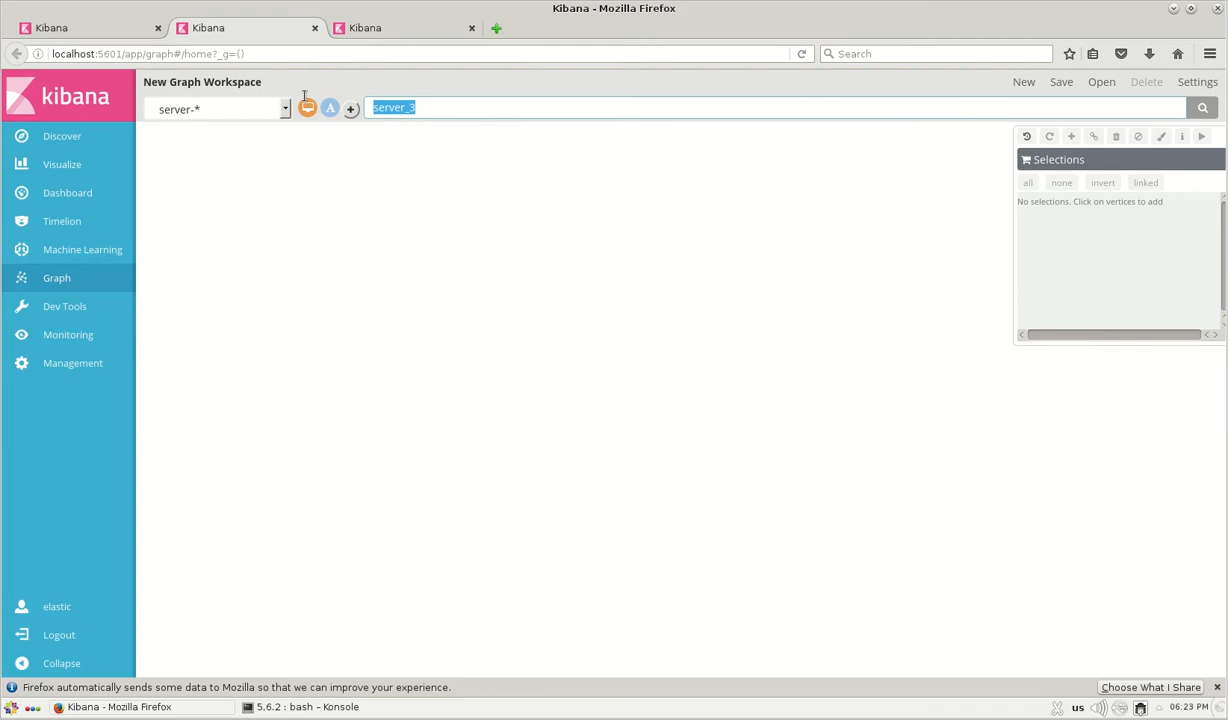 Kibana - Mozilla Firefox
Kibana
Kibana
Kibana
localhost:5601/app/graph#/home?_g=()
Search
kibana
New Graph Workspace
New Save Open Delete Settings
server-*
A
server_3
Discover
Visualize
Dashboard
Timelion
Machine Learning
Graph
Dev Tools
Monitoring
Management
Selections
all none invert linked
No selections. Click on vertices to add
elastic
Logout
Collapse
Firefox automatically sends some data to Mozilla so that we can improve your experience.
Choose What I Share
Kibana - Mozilla Firefox
5.6.2 : bash – Konsole
us
06:23 PM